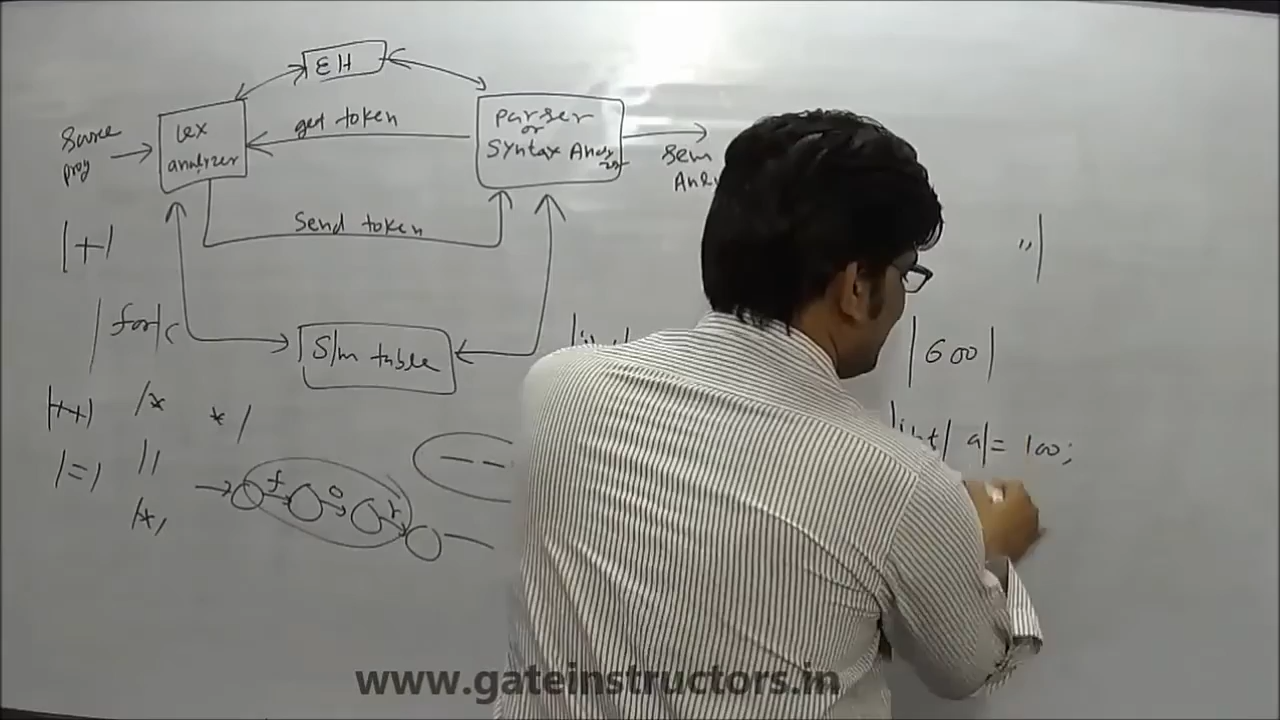 EH
Lex
analyzer
get token
Parser
or
Syntax Analy
zer
Source
prog
Sem
Send token
|+|
"|
| for|c
S/m table
|600|
|++|
/*
*/
|int| a|= 100;
|=|
//
f
o
r
www.gateinstructors.in